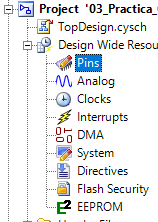 Project '03_Practica_
TopDesign.cysch
Design Wide Resou
Pins
Analog
Clocks
Interrupts
DMA
System
Directives
Flash Security
EEPROM